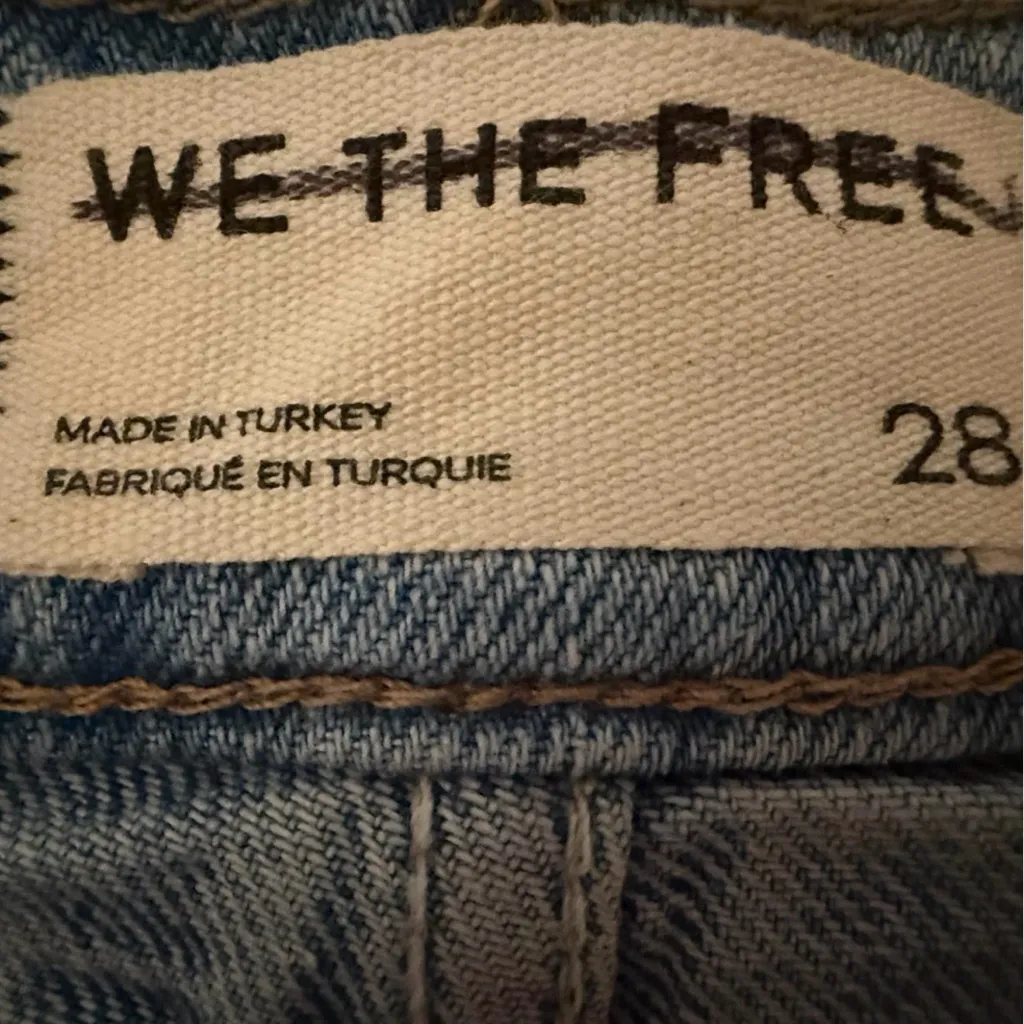 WE THE FREE
MADE IN TURKEY
FABRIQUÉ EN TURQUIE
28